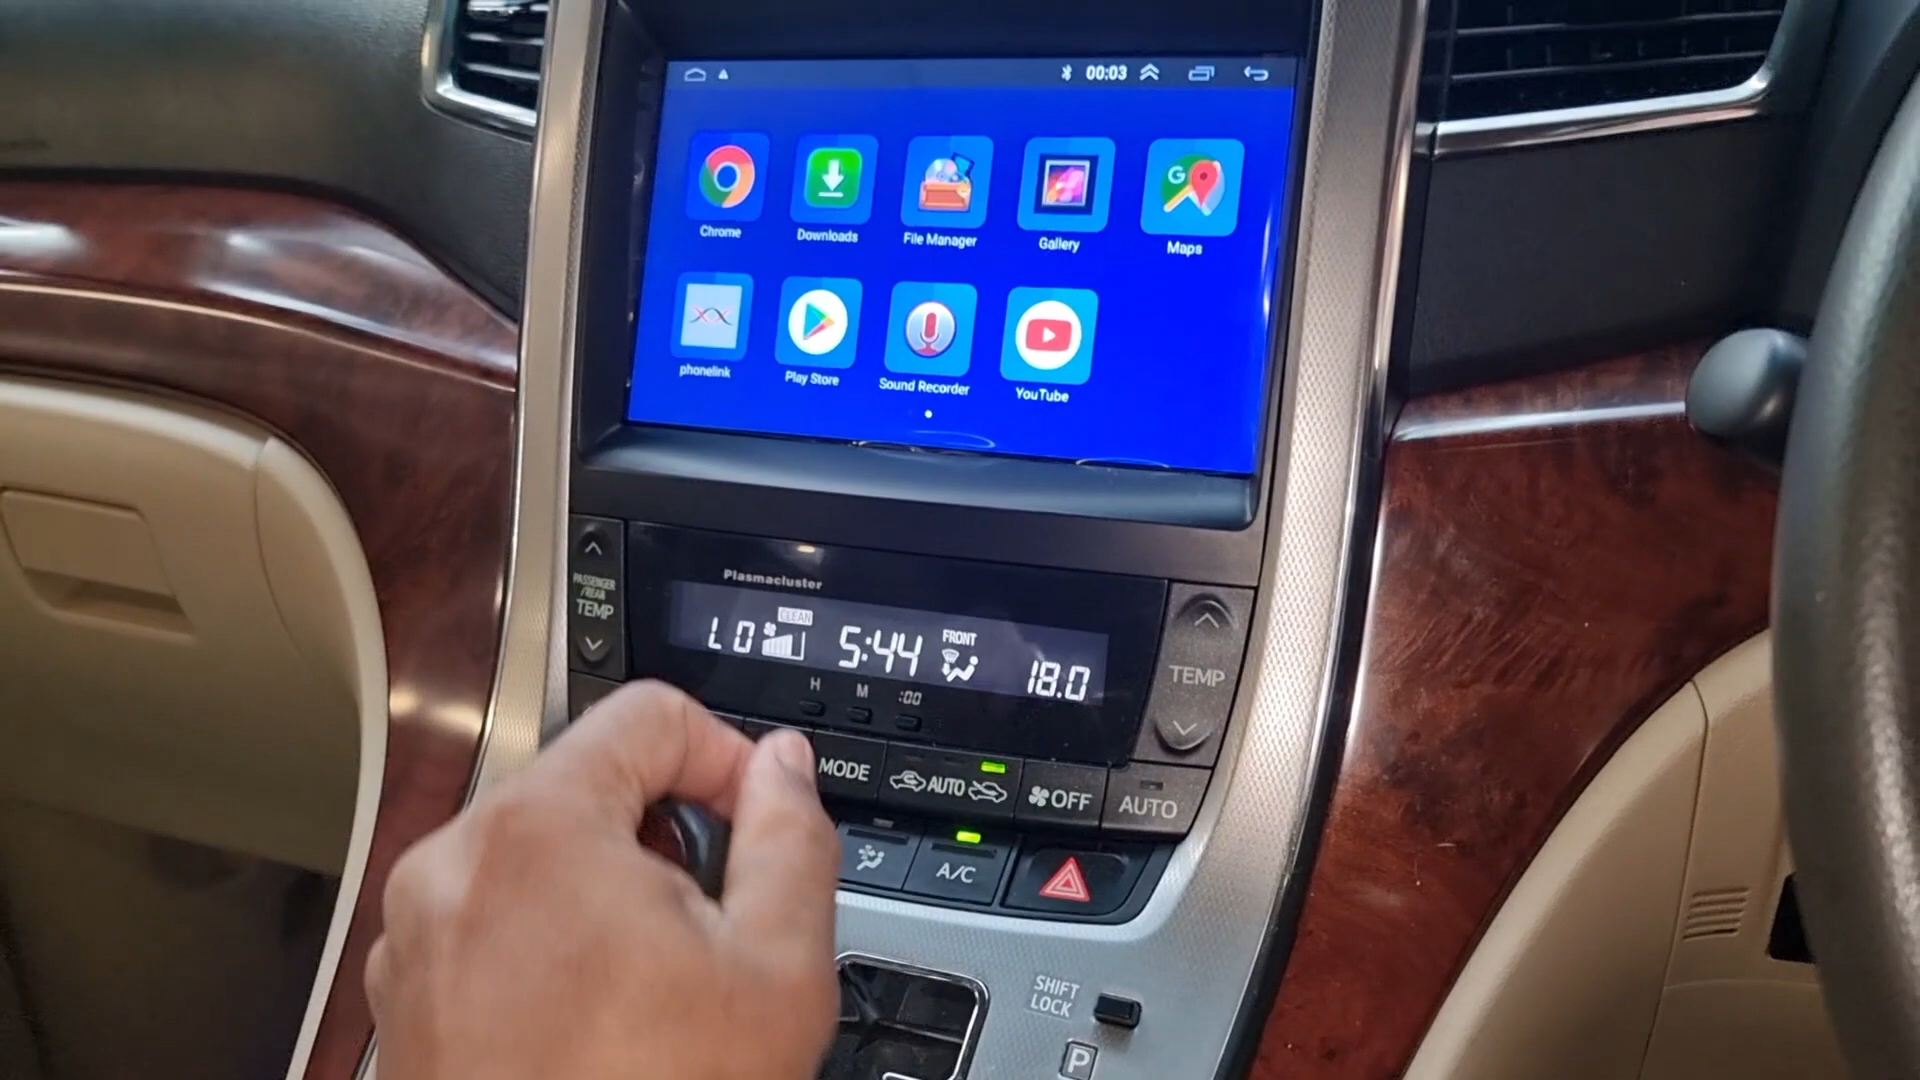 00:03
Chrome
Downloads
File Manager
Gallery
G
Maps
phonelink
Play Store
Sound Recorder
YouTube
Plasmacluster
PASSENGER
/REAR
TEMP
CLEAN
LO
5:44
FRONT
18.0
TEMP
H
M
:00
MODE
AUTO
OFF
AUTO
A/C
SHIFT
LOCK
P